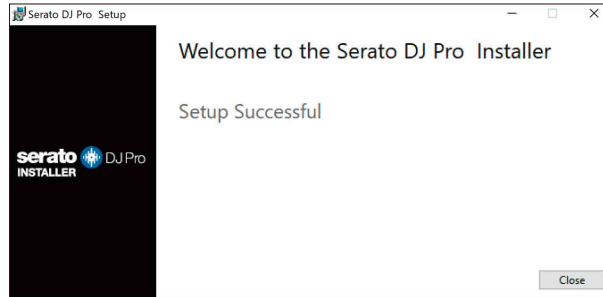 Serato DJ Pro Setup
Welcome to the Serato DJ Pro Installer
Setup Successful
serato DJ Pro
INSTALLER
Close